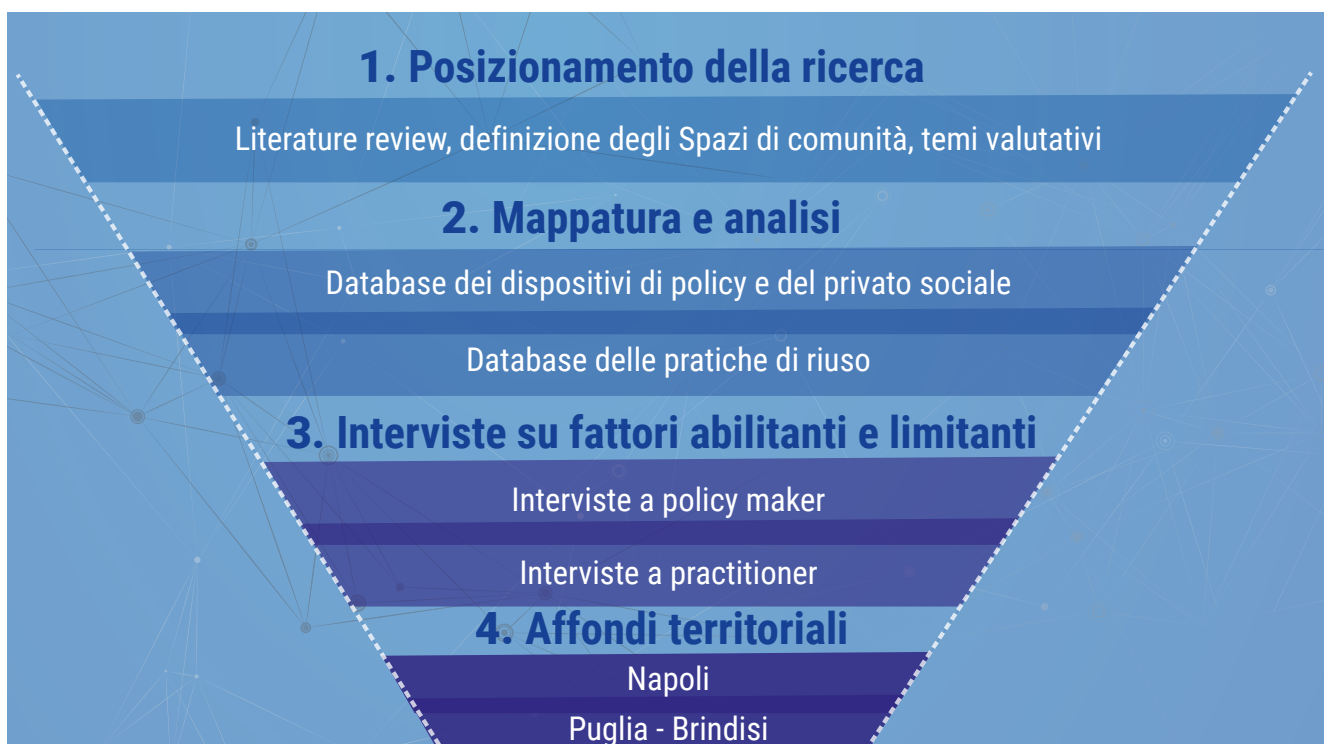 1. Posizionamento della ricerca
Literature review, definizione degli Spazi di comunità, temi valutativi
2. Mappatura e analisi
Database dei dispositivi di policy e del privato sociale
Database delle pratiche di riuso
3. Interviste su fattori abilitanti e limitanti
Interviste a policy maker
Interviste a practitioner
4. Affondi territoriali
Napoli
Puglia - Brindisi